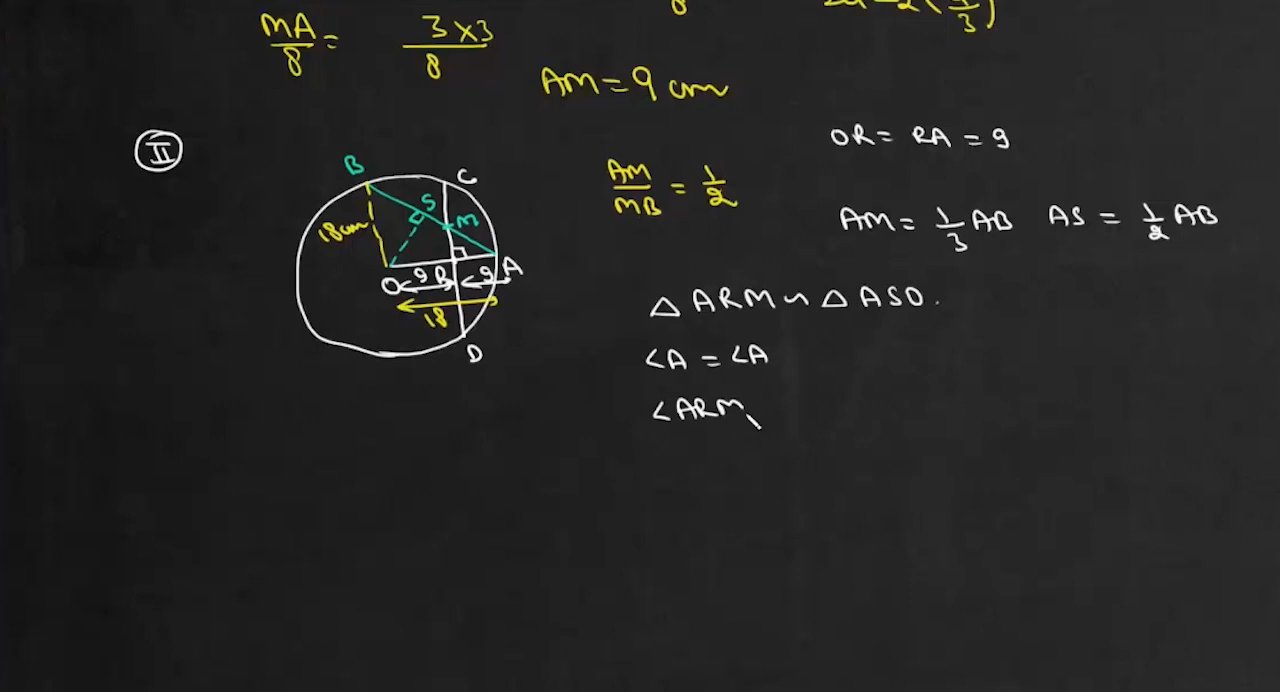 MA/8 = 3 × 3/8
AM = 9 cm
II
OR = RA = 9
AM/MB = 1/2
AM = 1/3 AB AS = 1/2 AB
B
C
S
M
18cm
O 9 R 9 A
18
D
△ ARM ~ △ ASO.
∠A = ∠A
∠ARM